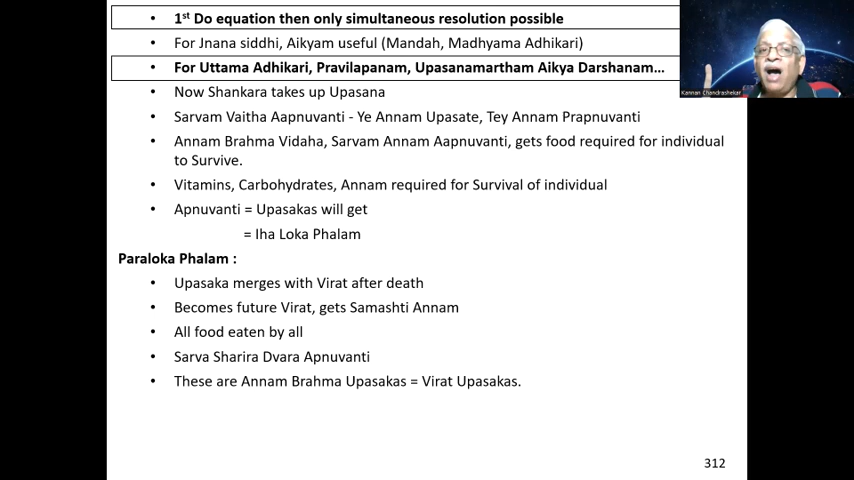 • 1st Do equation then only simultaneous resolution possible
• For Jnana siddhi, Aikyam useful (Mandah, Madhyama Adhikari)
• For Uttama Adhikari, Pravilapanam, Upasanamartham Aikya Darshanam...
Kannan Chandrashekar
• Now Shankara takes up Upasana
• Sarvam Vaitha Aapnuvanti - Ye Annam Upasate, Tey Annam Prapnuvanti
• Annam Brahma Vidaha, Sarvam Annam Aapnuvanti, gets food required for individual
to Survive.
• Vitamins, Carbohydrates, Annam required for Survival of individual
• Apnuvanti = Upasakas will get
= Iha Loka Phalam
Paraloka Phalam :
• Upasaka merges with Virat after death
• Becomes future Virat, gets Samashti Annam
• All food eaten by all
• Sarva Sharira Dvara Apnuvanti
• These are Annam Brahma Upasakas = Virat Upasakas.
312